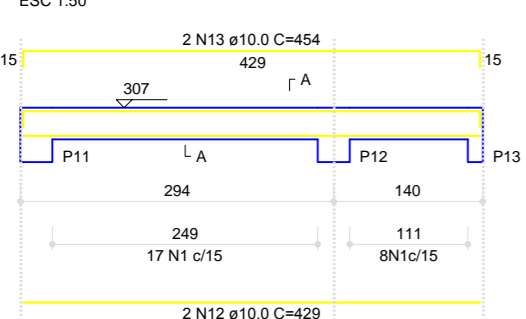 ESC 1:50
2 N13 ø10.0 C=454
15
429
15
A
307
P11
A
P12
P13
294
140
249
111
17 N1 c/15
8N1c/15
2 N12 ø10.0 C=429